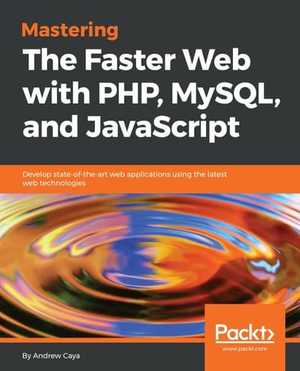 Mastering
The Faster Web
with PHP, MySQL,
and JavaScript
Develop state-of-the-art web applications using the latest
web technologies
By Andrew Caya
Packt>
www.packt.com